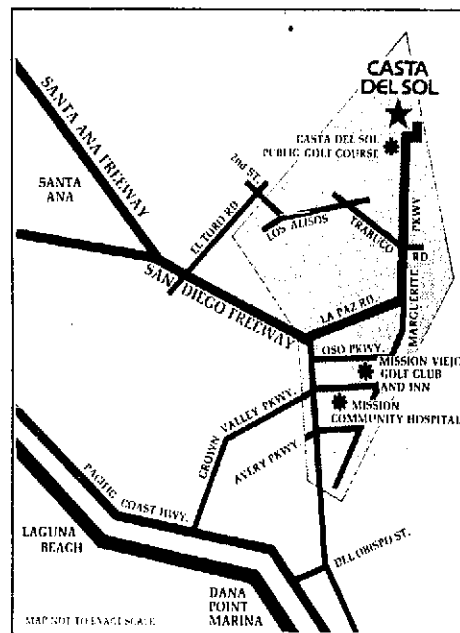 CASTA
DEL SOL
CASTA DEL SOL
PUBLIC GOLF COURSE
SANTA ANA FREEWAY
SANTA
ANA
2ND ST.
EL TORO RD.
LOS ALISOS
TRABUCO
RD
PKWY
MARGUERITE
SAN DIEGO FREEWAY
LA PAZ RD.
OSO PKWY.
MISSION VIEJO
GOLF CLUB
AND INN
MISSION
COMMUNITY HOSPITAL
CROWN VALLEY PKWY.
AVERY PKWY.
PACIFIC COAST HWY.
LAGUNA
BEACH
DEL OBISPO ST.
DANA
POINT
MARINA
MAP NOT TO EXACT SCALE